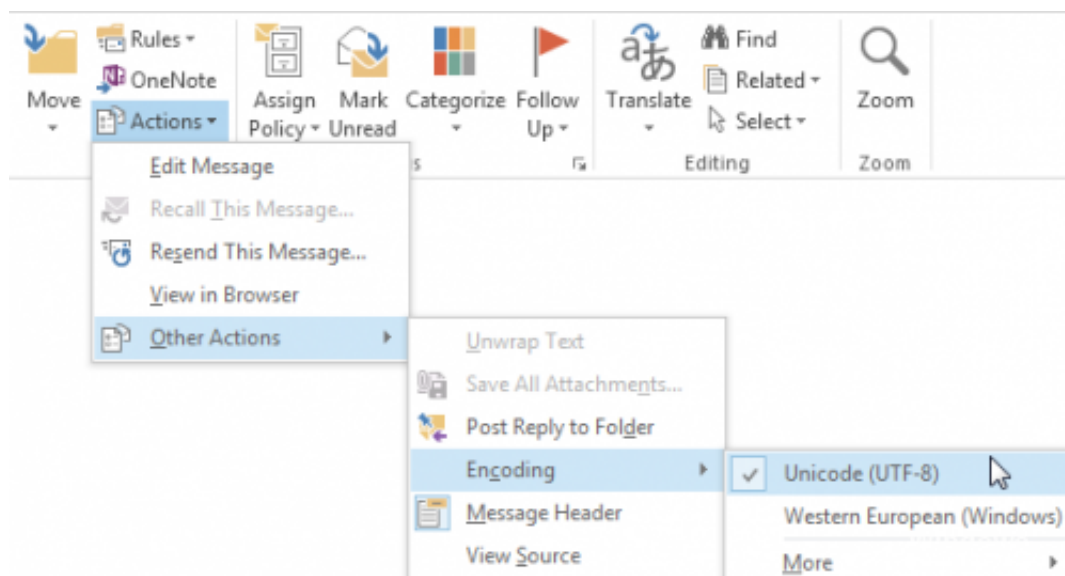 Rules
OneNote
Actions
Move
Assign Policy
Mark Unread
Categorize
Follow Up
Translate
Find
Related
Select
Zoom
s
Editing
Zoom
Edit Message
Recall This Message...
Resend This Message...
View in Browser
Other Actions
Unwrap Text
Save All Attachments...
Post Reply to Folder
Encoding
Message Header
View Source
Unicode (UTF-8)
Western European (Windows)
More